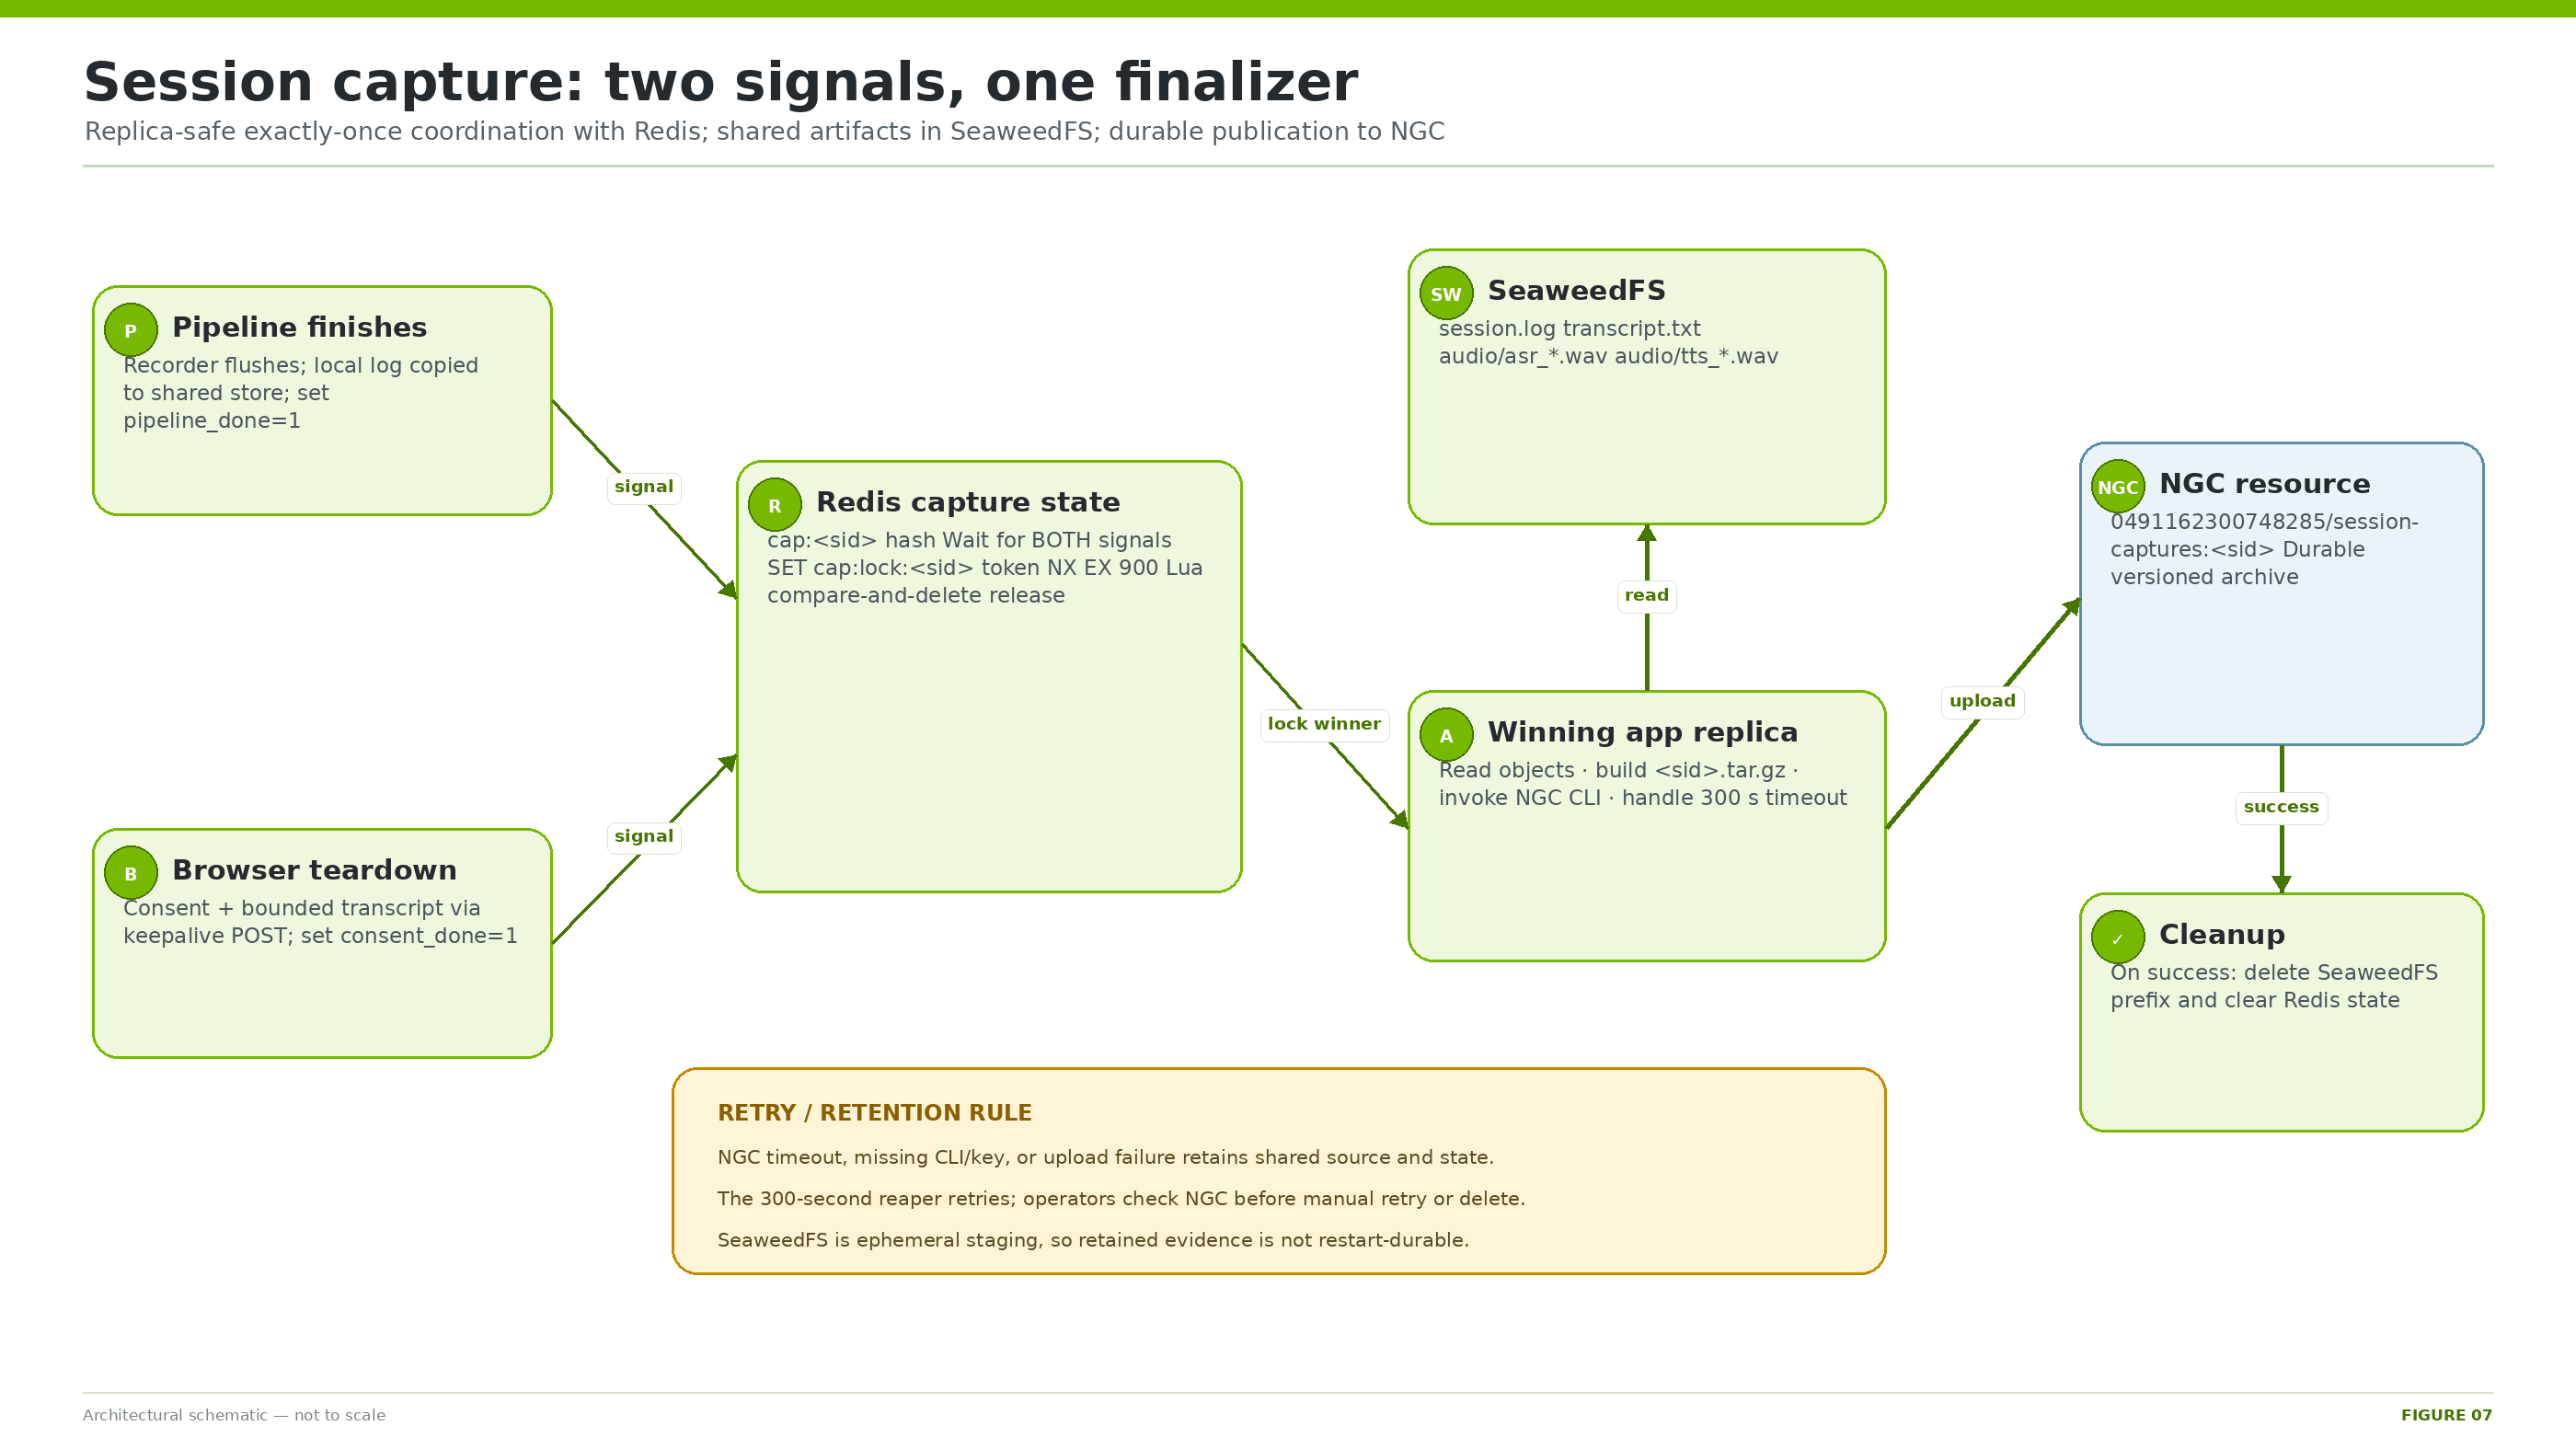 Session capture: two signals, one finalizer
Replica-safe exactly-once coordination with Redis; shared artifacts in SeaweedFS; durable publication to NGC
P
Pipeline finishes
Recorder flushes; local log copied
to shared store; set
pipeline_done=1
signal
B
Browser teardown
Consent + bounded transcript via
keepalive POST; set consent_done=1
signal
R
Redis capture state
cap:<sid> hash Wait for BOTH signals
SET cap:lock:<sid> token NX EX 900 Lua
compare-and-delete release
lock winner
SW
SeaweedFS
session.log transcript.txt
audio/asr_*.wav audio/tts_*.wav
read
A
Winning app replica
Read objects · build <sid>.tar.gz ·
invoke NGC CLI · handle 300 s timeout
upload
NGC
NGC resource
0491162300748285/session-
captures:<sid> Durable
versioned archive
success
✓
Cleanup
On success: delete SeaweedFS
prefix and clear Redis state
RETRY / RETENTION RULE
NGC timeout, missing CLI/key, or upload failure retains shared source and state.
The 300-second reaper retries; operators check NGC before manual retry or delete.
SeaweedFS is ephemeral staging, so retained evidence is not restart-durable.
Architectural schematic — not to scale
FIGURE 07